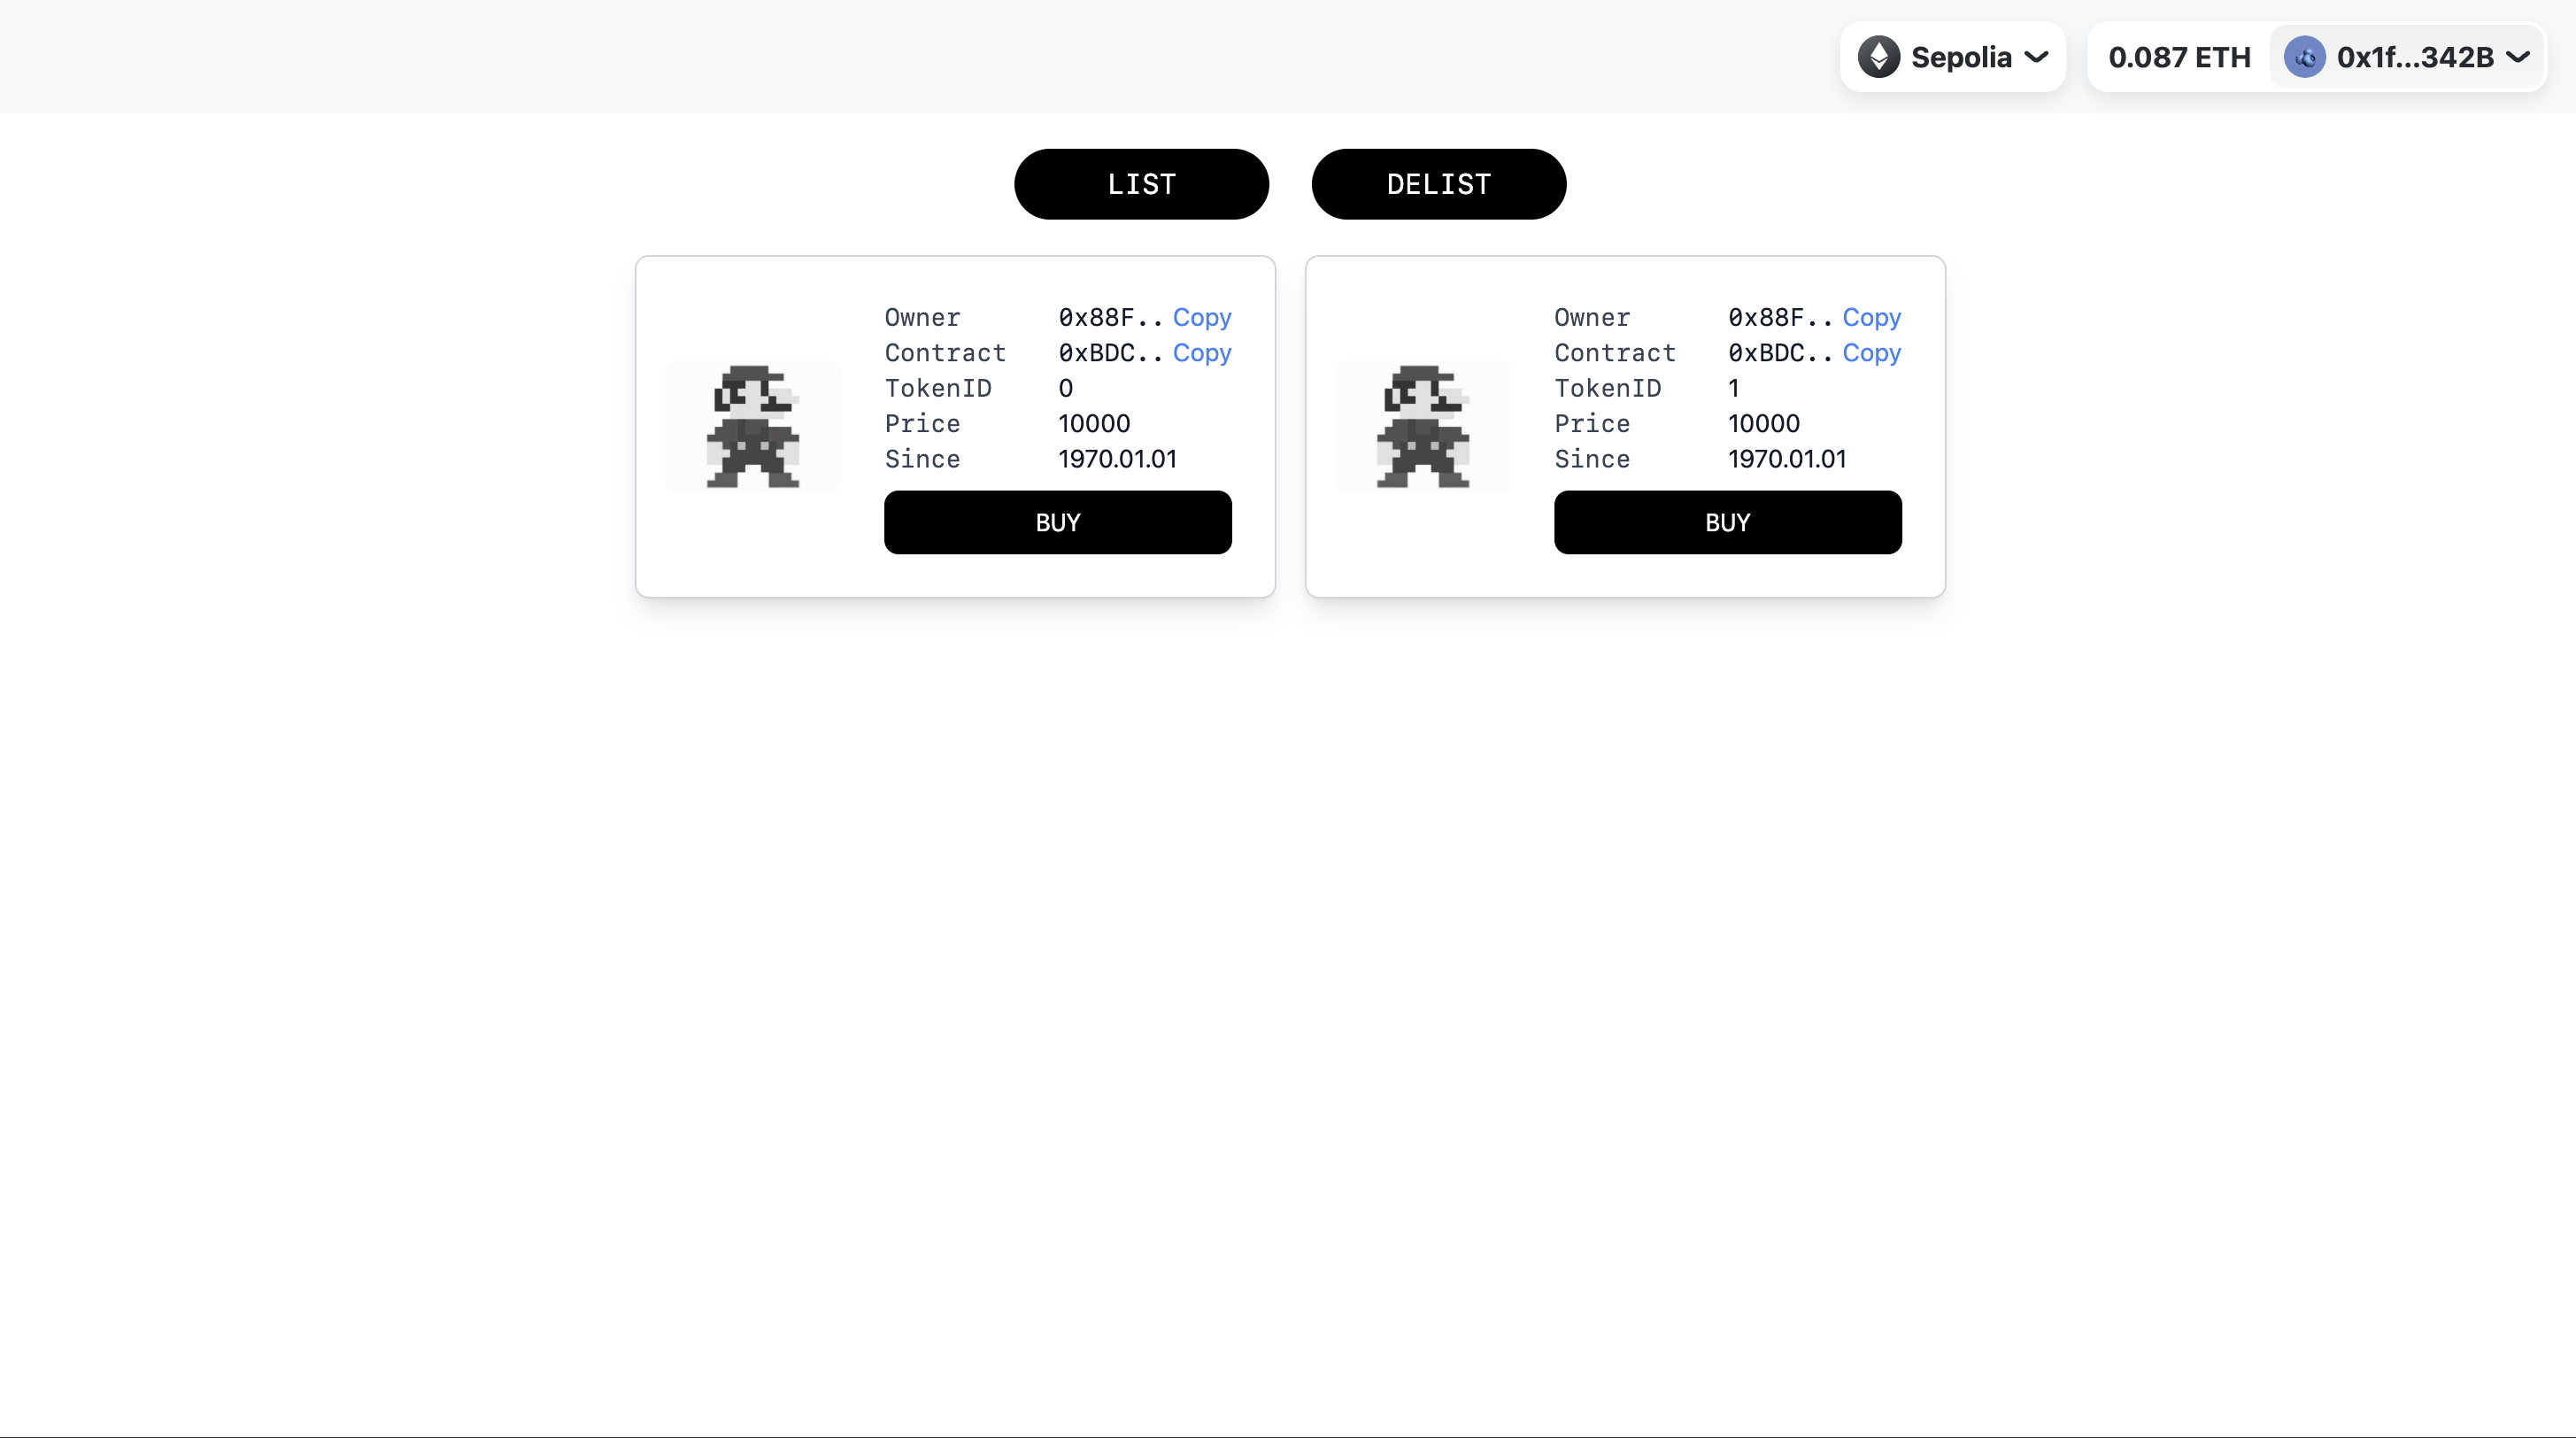 Sepolia
0.087 ETH
0x1f...342B
LIST
DELIST
Owner 0x88F.. Copy
Contract 0xBDC.. Copy
TokenID 0
Price 10000
Since 1970.01.01
BUY
Owner 0x88F.. Copy
Contract 0xBDC.. Copy
TokenID 1
Price 10000
Since 1970.01.01
BUY